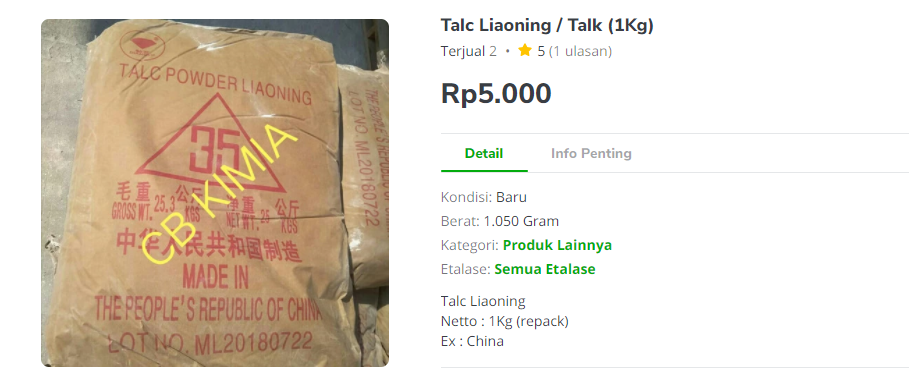 TALC POWDER LIAONING
35
毛重 25.3 公斤 净重 25 公斤
GROSS WT. KGS NET WT. KGS
中华人民共和国制造
MADE IN
THE PEOPLE'S REPUBLIC OF CHINA
LOT NO. ML20180722
THE PEOPLE'S REPUBLIC OF
LOT NO. ML20180722
CB KIMIA
Talc Liaoning / Talk (1Kg)
Terjual 2 • 5 (1 ulasan)
Rp5.000
Detail Info Penting
Kondisi: Baru
Berat: 1.050 Gram
Kategori: Produk Lainnya
Etalase: Semua Etalase
Talc Liaoning
Netto : 1Kg (repack)
Ex : China